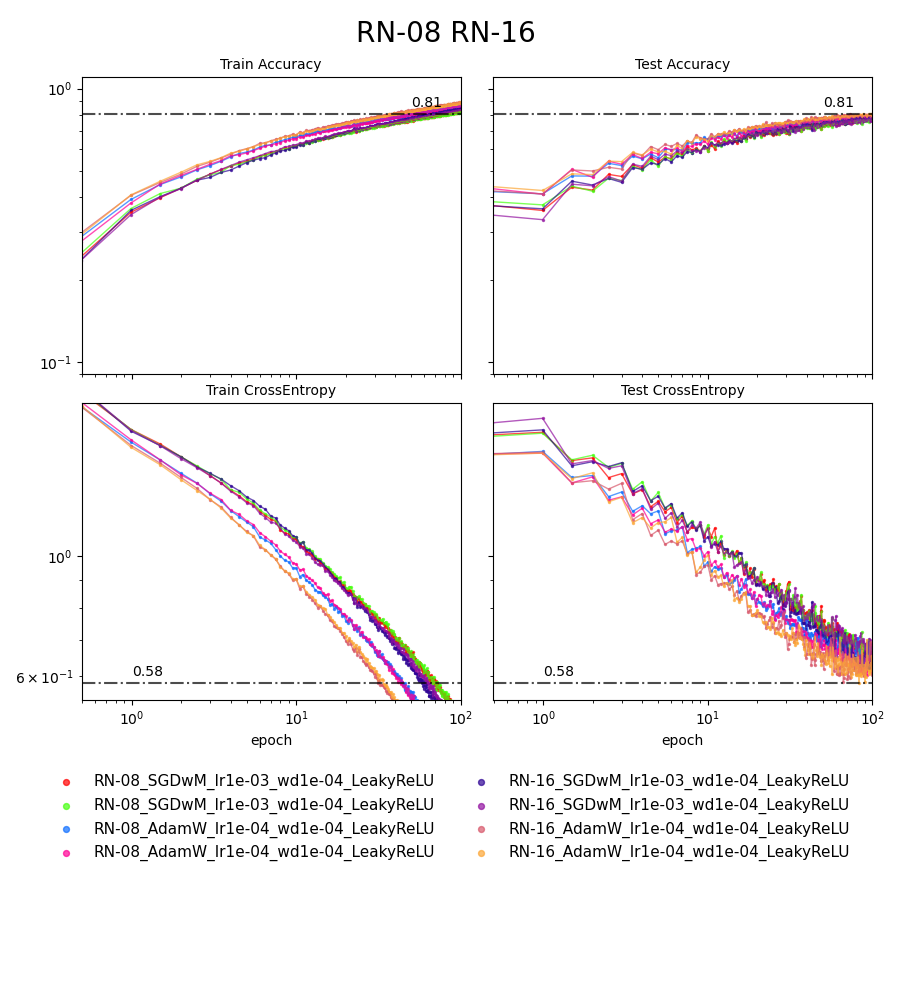 RN-08 RN-16
Train Accuracy
Test Accuracy
10⁰
0.81
0.81
10⁻¹
Train CrossEntropy
Test CrossEntropy
10⁰
0.58
0.58
6 × 10⁻¹
10⁰
10¹
10²
10⁰
10¹
10²
epoch
epoch
RN-08_SGDwM_lr1e-03_wd1e-04_LeakyReLU
RN-08_SGDwM_lr1e-03_wd1e-04_LeakyReLU
RN-08_AdamW_lr1e-04_wd1e-04_LeakyReLU
RN-08_AdamW_lr1e-04_wd1e-04_LeakyReLU
RN-16_SGDwM_lr1e-03_wd1e-04_LeakyReLU
RN-16_SGDwM_lr1e-03_wd1e-04_LeakyReLU
RN-16_AdamW_lr1e-04_wd1e-04_LeakyReLU
RN-16_AdamW_lr1e-04_wd1e-04_LeakyReLU